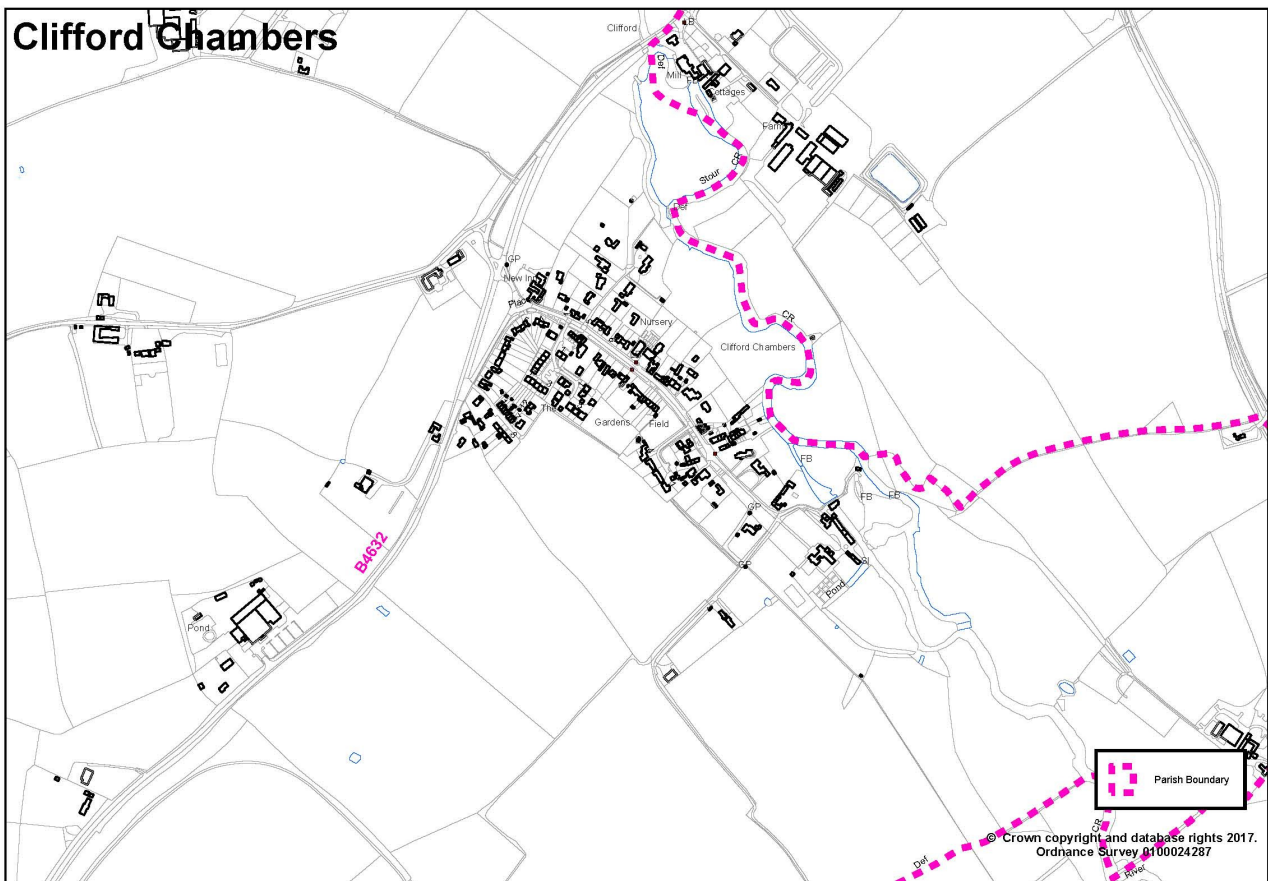 Clifford Chambers
Clifford
LB
Def
Mill
Cottages
Farm
CR
Stour
Def
GP
New Inn
Place
CR
Nursery
Clifford Chambers
The
Gardens
Field
FB
FB
FB
GP
GP
Pond
B4632
Pond
Parish Boundary
CR
© Crown copyright and database rights 2017.
Ordnance Survey 0100024287
Def
River